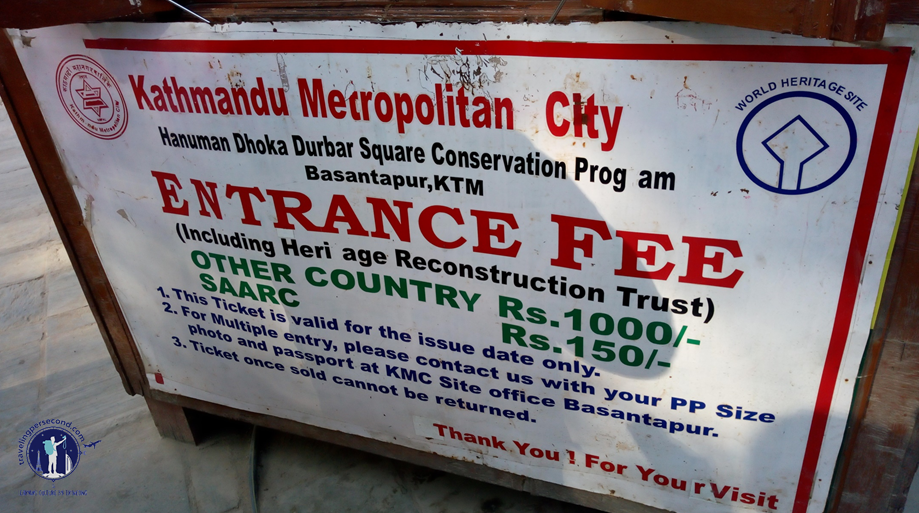 Kathmandu Metropolitan City
WORLD HERITAGE SITE
Hanuman Dhoka Durbar Square Conservation Prog am
Basantapur,KTM
ENTRANCE FEE
(Including Heri age Reconstruction Trust)
OTHER COUNTRY Rs.1000/-
SAARC Rs.150/-
1. This Ticket is valid for the issue date only.
2. For Multiple entry, please contact us with your PP Size
photo and passport at KMC Site office Basantapur.
3. Ticket once sold cannot be returned.
Thank You ! For You r Visit
travelingpersecond.com